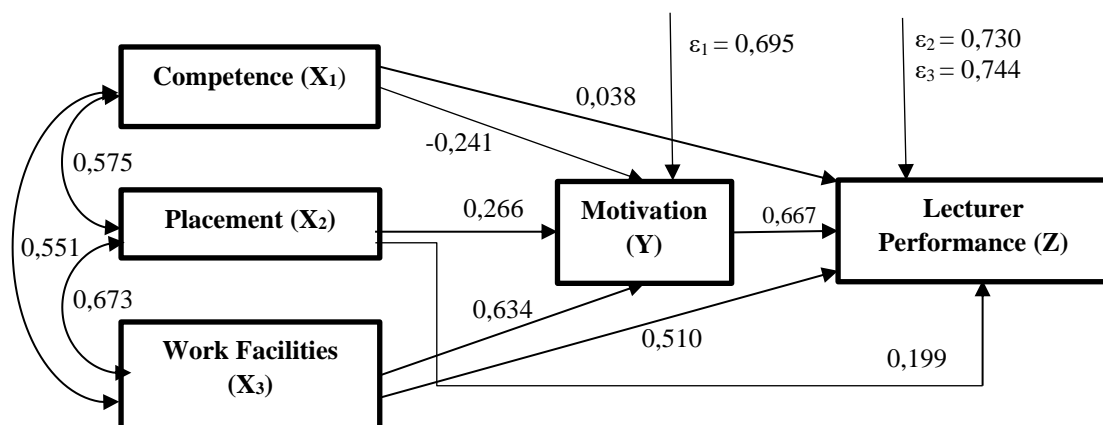 ε₁ = 0,695
ε₂ = 0,730
ε₃ = 0,744
Competence (X₁)
0,038
-0,241
0,575
Placement (X₂)
0,266
Motivation
(Y)
0,667
Lecturer
Performance (Z)
0,551
0,673
0,634
0,510
Work Facilities
(X₃)
0,199